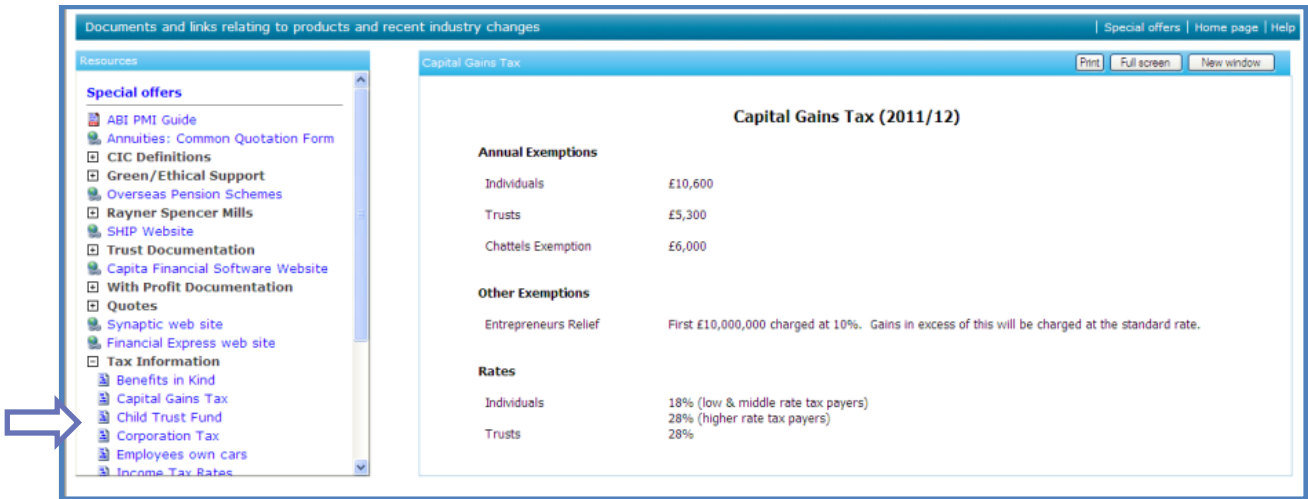 Documents and links relating to products and recent industry changes
| Special offers | Home page | Help
Resources
Special offers
ABI PMI Guide
Annuities: Common Quotation Form
CIC Definitions
Green/Ethical Support
Overseas Pension Schemes
Rayner Spencer Mills
SHIP Website
Trust Documentation
Capita Financial Software Website
With Profit Documentation
Quotes
Synaptic web site
Financial Express web site
Tax Information
Benefits in Kind
Capital Gains Tax
Child Trust Fund
Corporation Tax
Employees own cars
Income Tax Rates
Capital Gains Tax
Print Full screen New window
Capital Gains Tax (2011/12)
Annual Exemptions
Individuals £10,600
Trusts £5,300
Chattels Exemption £6,000
Other Exemptions
Entrepreneurs Relief First £10,000,000 charged at 10%. Gains in excess of this will be charged at the standard rate.
Rates
Individuals 18% (low & middle rate tax payers)
28% (higher rate tax payers)
Trusts 28%